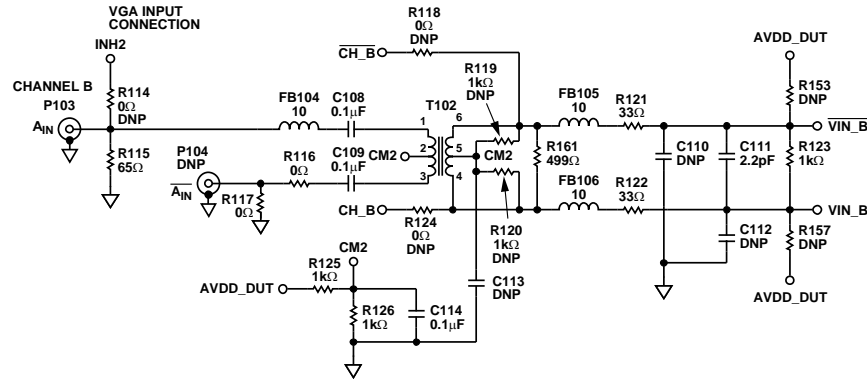 VGA INPUT
CONNECTION
INH2
CHANNEL B
P103
A_IN
R114
0Ω
DNP
R115
65Ω
P104
DNP
A̅_I̅N̅
R116
0Ω
R117
0Ω
FB104
10
C108
0.1µF
C109
0.1µF
CM2
T102
1
2
3
6
5
4
R118
0Ω
DNP
C̅H̅_̅B̅
R119
1kΩ
DNP
CM2
R120
1kΩ
DNP
CH_B
R124
0Ω
DNP
R161
499Ω
FB105
10
FB106
10
R121
33Ω
R122
33Ω
C110
DNP
C111
2.2pF
C112
DNP
AVDD_DUT
R153
DNP
V̅I̅N̅_̅B̅
R123
1kΩ
VIN_B
R157
DNP
AVDD_DUT
CM2
R125
1kΩ
AVDD_DUT
R126
1kΩ
C114
0.1µF
C113
DNP